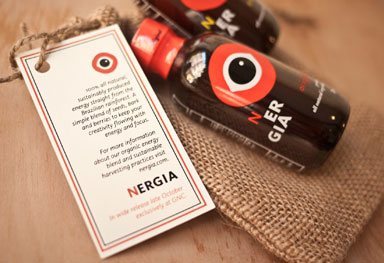 100% all natural,
sustainably produced
energy straight from the
Brazilian rainforest. A
simple blend of seeds, bark
and berries to keep your
creativity flowing with
energy and focus.
For more information
about our organic energy
blend and sustainable
harvesting practices visit
nergia.com.
NERGIA
In wide release late October
exclusively at GNC.
NER
GIA
NER
GIA